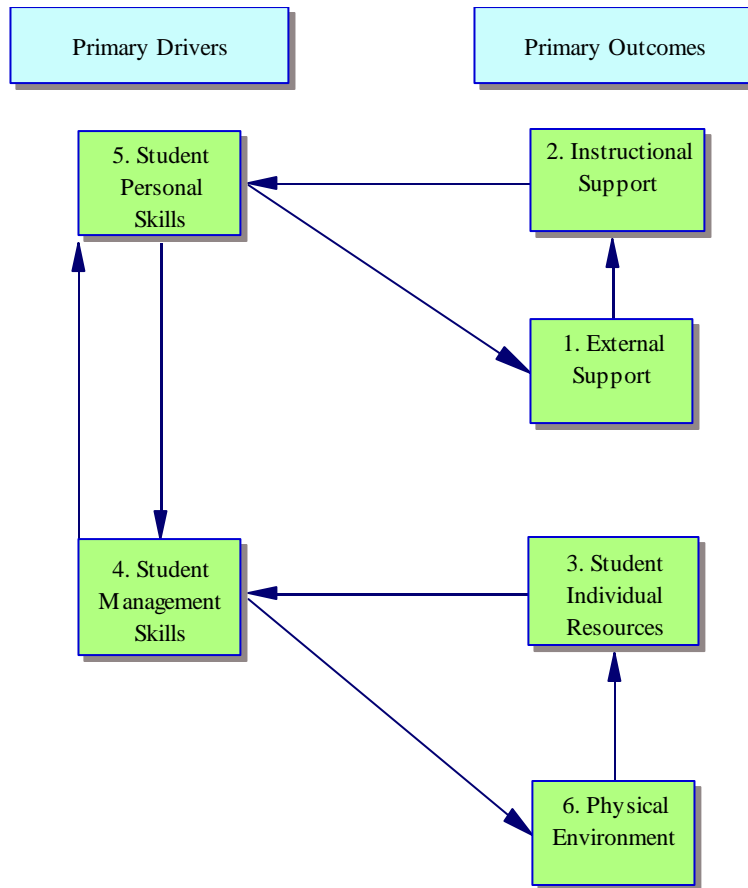 Primary Drivers
Primary Outcomes
5. Student
Personal
Skills
2. Instructional
Support
1. External
Support
4. Student
Management
Skills
3. Student
Individual
Resources
6. Physical
Environment